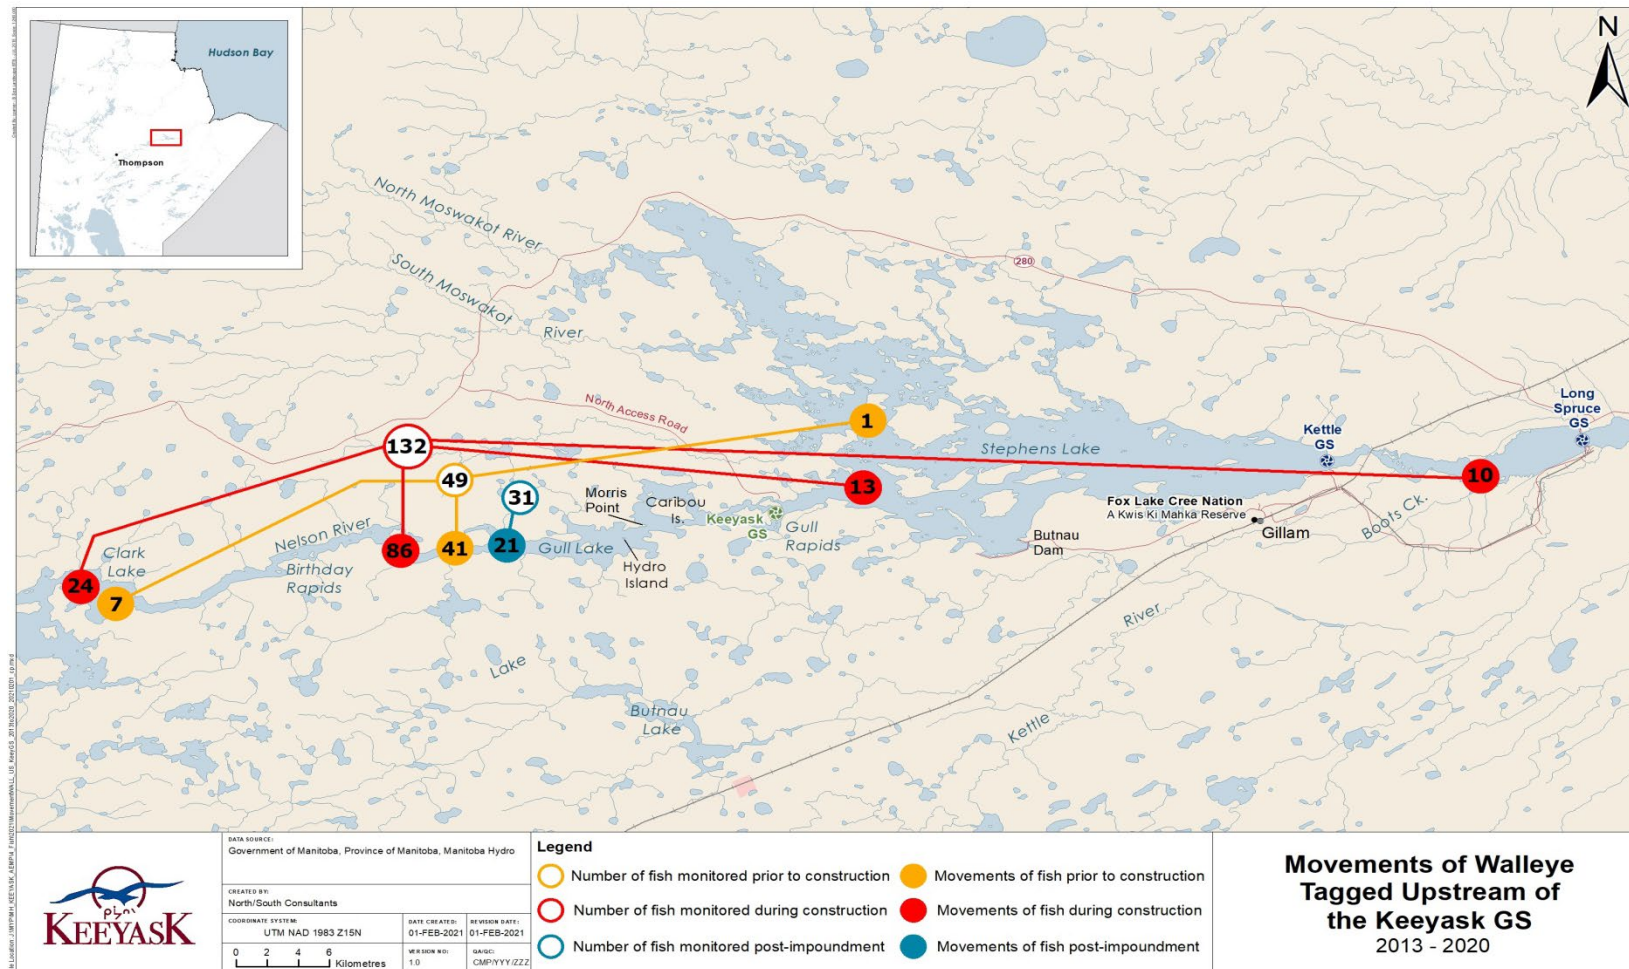 Hudson Bay
Thompson
N
North Moswakot River
South Moswakot
River
280
North Access Road
132
49
31
1
13
10
24
7
86
41
21
Clark
Lake
Nelson River
Birthday
Rapids
Gull Lake
Morris
Point
Caribou
Is.
Hydro
Island
Keeyask
GS
Gull
Rapids
Stephens Lake
Kettle
GS
Long
Spruce
GS
Fox Lake Cree Nation
A Kwis Ki Mahka Reserve
Gillam
Boots Ck.
Butnau
Dam
River
Kettle
Lake
Butnau
Lake
KEEYASK
DATA SOURCE:
Government of Manitoba, Province of Manitoba, Manitoba Hydro
CREATED BY:
North/South Consultants
COORDINATE SYSTEM:
UTM NAD 1983 Z15N
DATE CREATED:
01-FEB-2021
REVISION DATE:
01-FEB-2021
0 2 4 6
Kilometres
VERSION NO:
1.0
QA/QC:
CMP/YYY/ZZZ
Legend
Number of fish monitored prior to construction
Number of fish monitored during construction
Number of fish monitored post-impoundment
Movements of fish prior to construction
Movements of fish during construction
Movements of fish post-impoundment
Movements of Walleye
Tagged Upstream of
the Keeyask GS
2013 - 2020